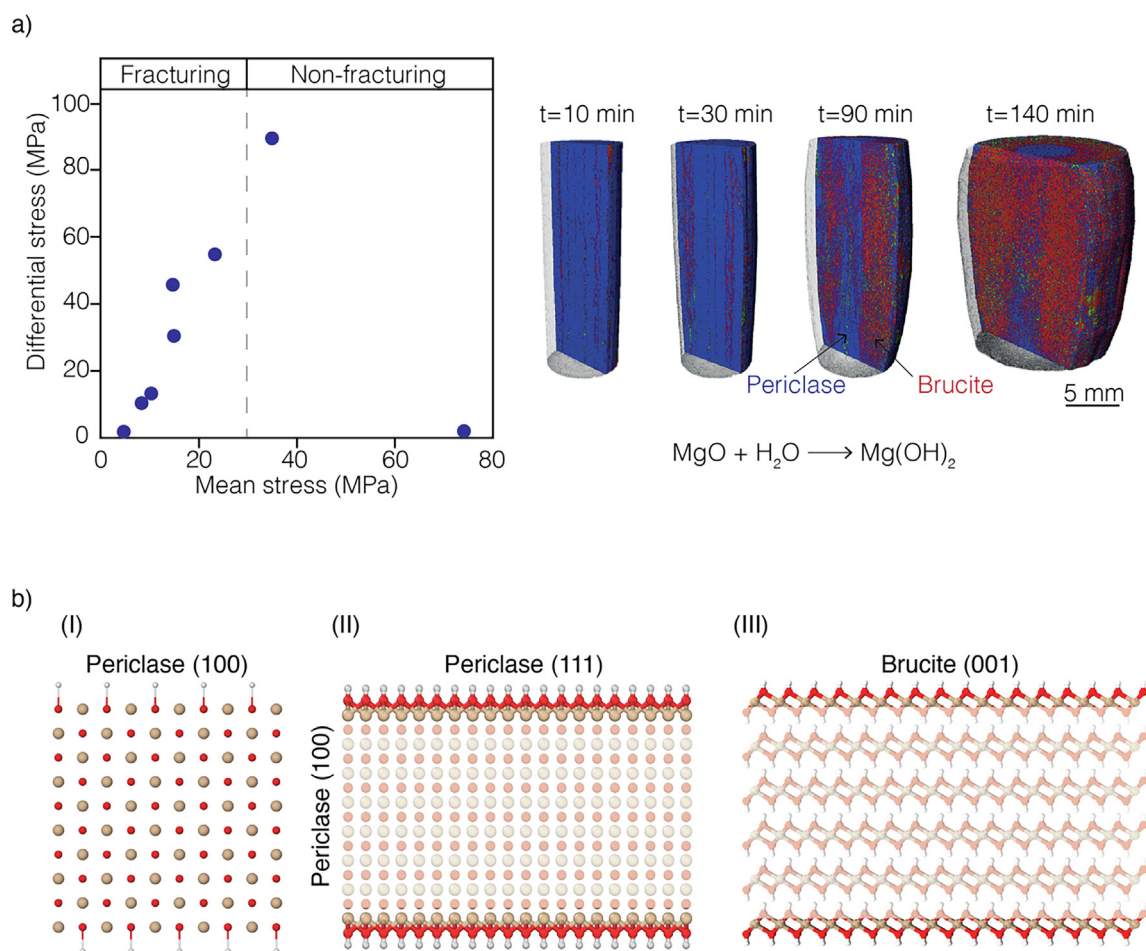 a)
Fracturing
Non-fracturing
100
80
60
40
20
0
Differential stress (MPa)
0
20
40
60
80
Mean stress (MPa)
t=10 min
t=30 min
t=90 min
t=140 min
Periclase
Brucite
5 mm
MgO + H₂O ⟶ Mg(OH)₂
b)
(I)
Periclase (100)
(II)
Periclase (111)
Periclase (100)
(III)
Brucite (001)